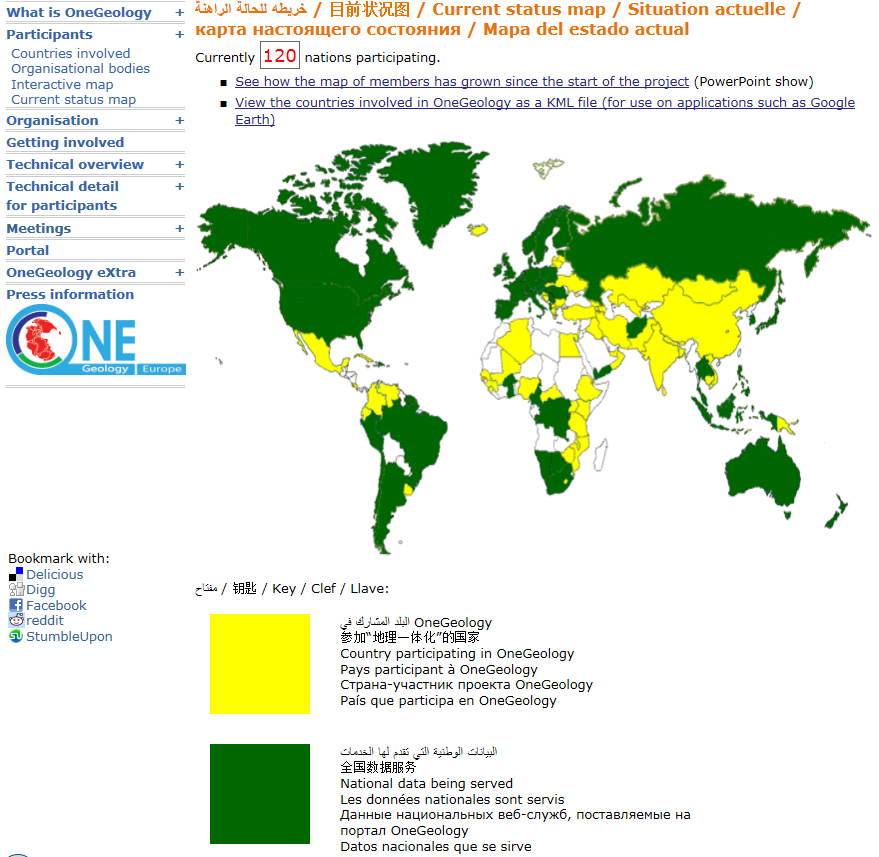 What is OneGeology +
Participants +
Countries involved
Organisational bodies
Interactive map
Current status map
Organisation +
Getting involved
Technical overview +
Technical detail +
for participants
Meetings +
Portal
OneGeology eXtra +
Press information
ONE
Geology Europe
Bookmark with:
Delicious
Digg
Facebook
reddit
StumbleUpon
خريطه للحالة الراهنة / 目前状况图 / Current status map / Situation actuelle /
карта настоящего состояния / Mapa del estado actual
Currently 120 nations participating.
See how the map of members has grown since the start of the project (PowerPoint show)
View the countries involved in OneGeology as a KML file (for use on applications such as Google
Earth)
مفتاح / 钥匙 / Key / Clef / Llave:
البلد المشارك في OneGeology
参加“地理一体化”的国家
Country participating in OneGeology
Pays participant à OneGeology
Страна-участник проекта OneGeology
País que participa en OneGeology
البيانات الوطنية التي تقدم لها الخدمات
全国数据服务
National data being served
Les données nationales sont servis
Данные национальных веб-служб, поставляемые на
портал OneGeology
Datos nacionales que se sirve